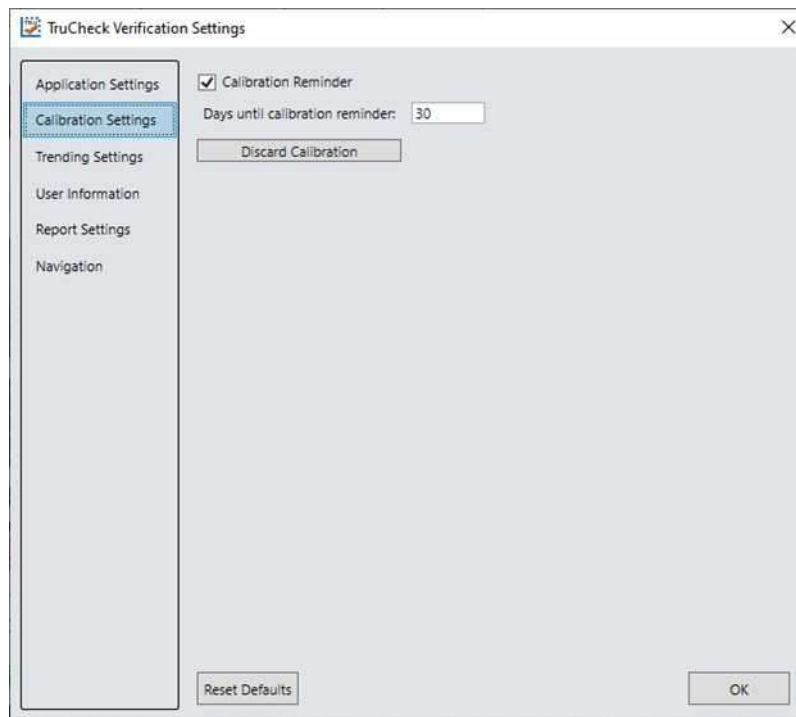 TruCheck Verification Settings
Application Settings
Calibration Settings
Trending Settings
User Information
Report Settings
Navigation
Calibration Reminder
Days until calibration reminder: 30
Discard Calibration
Reset Defaults
OK